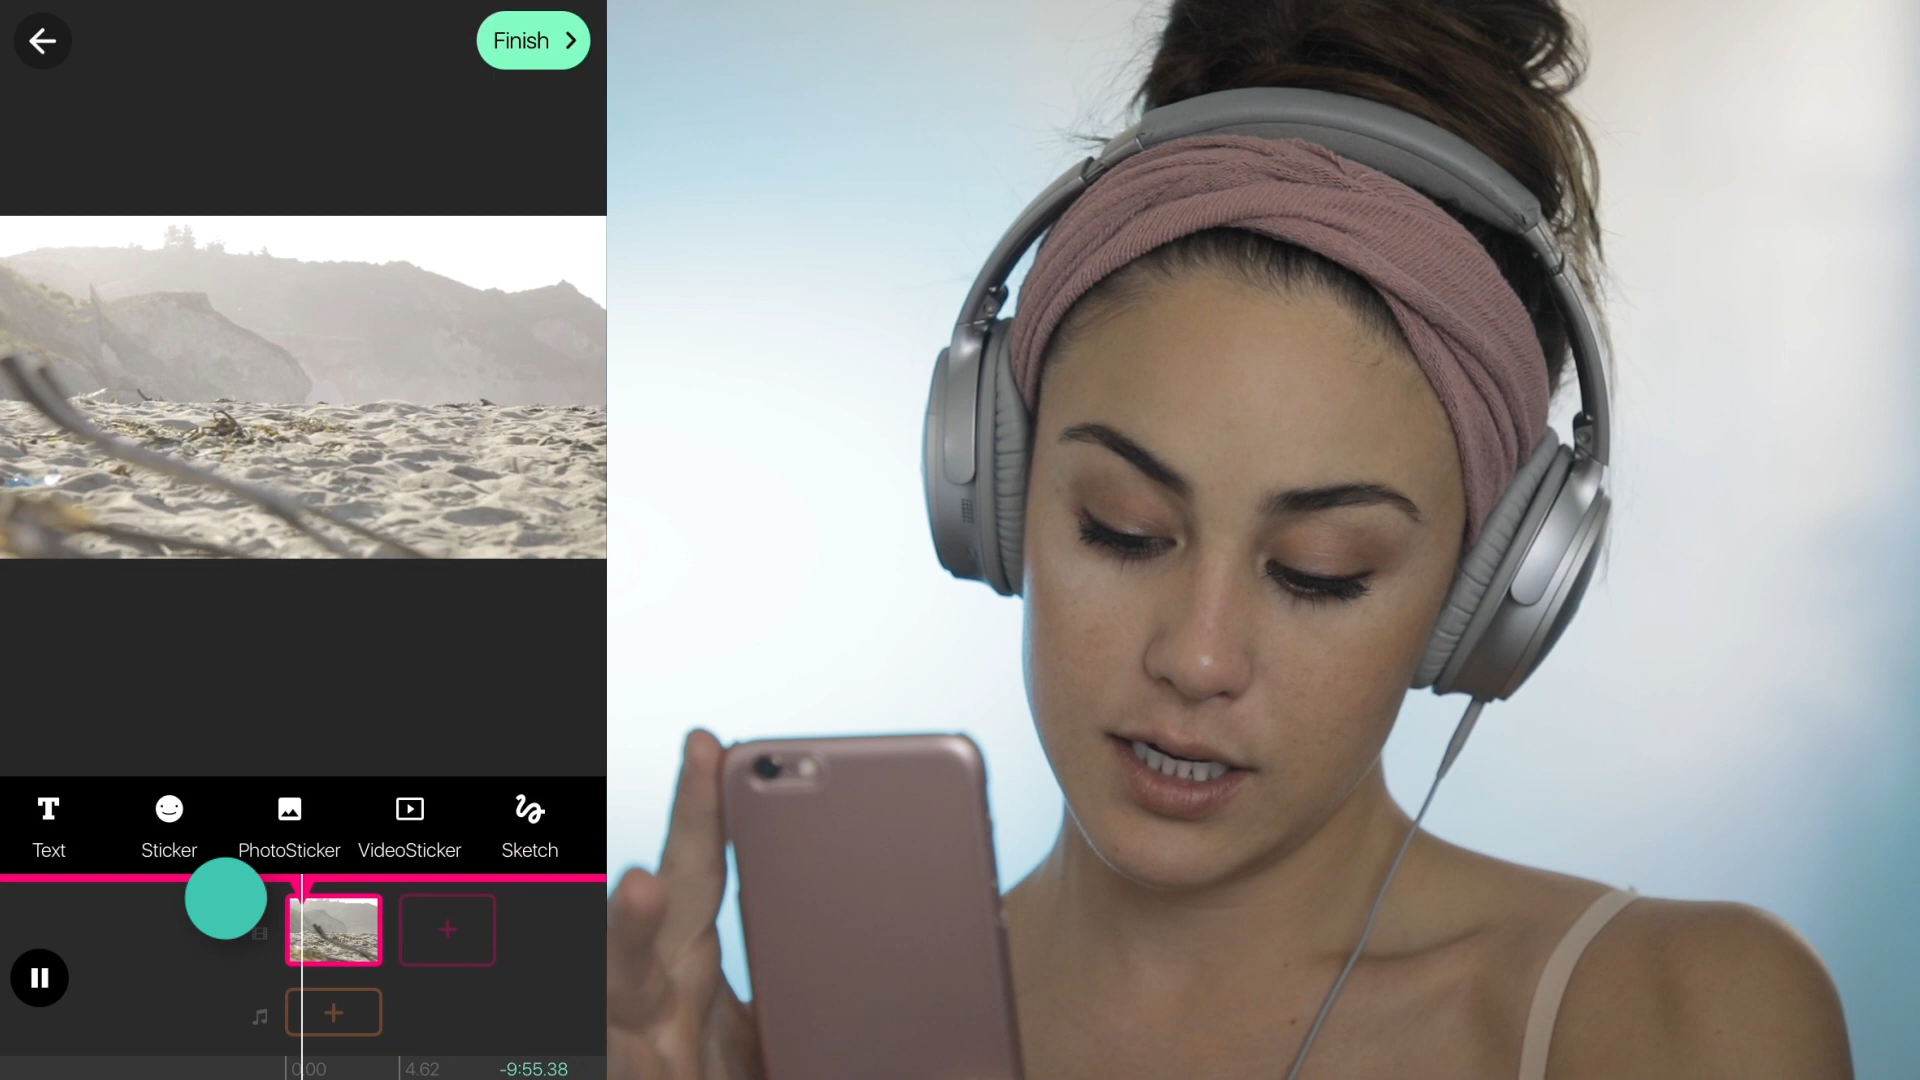 Finish
Text
Sticker
PhotoSticker
VideoSticker
Sketch
0.00
4.62
-9:55.38